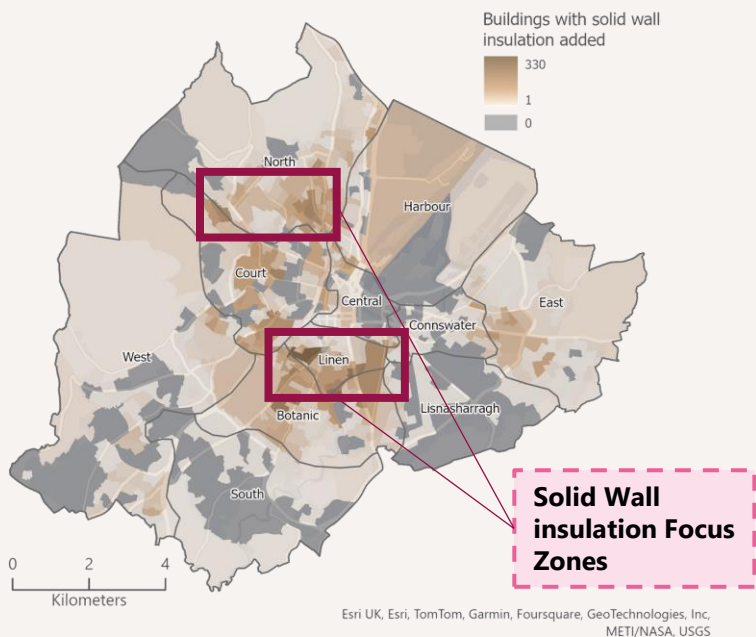 Buildings with solid wall
insulation added
330
1
0
North
Harbour
Court
Central
East
Connswater
West
Linen
Lisnasharragh
Botanic
South
Solid Wall
insulation Focus
Zones
0 2 4
Kilometers
Esri UK, Esri, TomTom, Garmin, Foursquare, GeoTechnologies, Inc,
METI/NASA, USGS